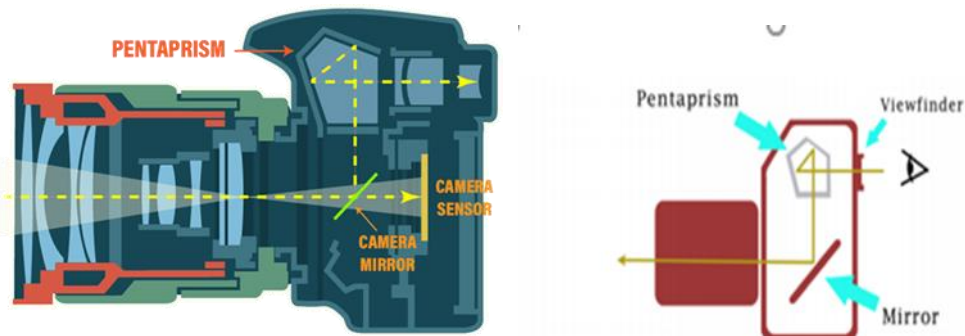 PENTAPRISM
CAMERA
SENSOR
CAMERA
MIRROR
Pentaprism
Viewfinder
Mirror